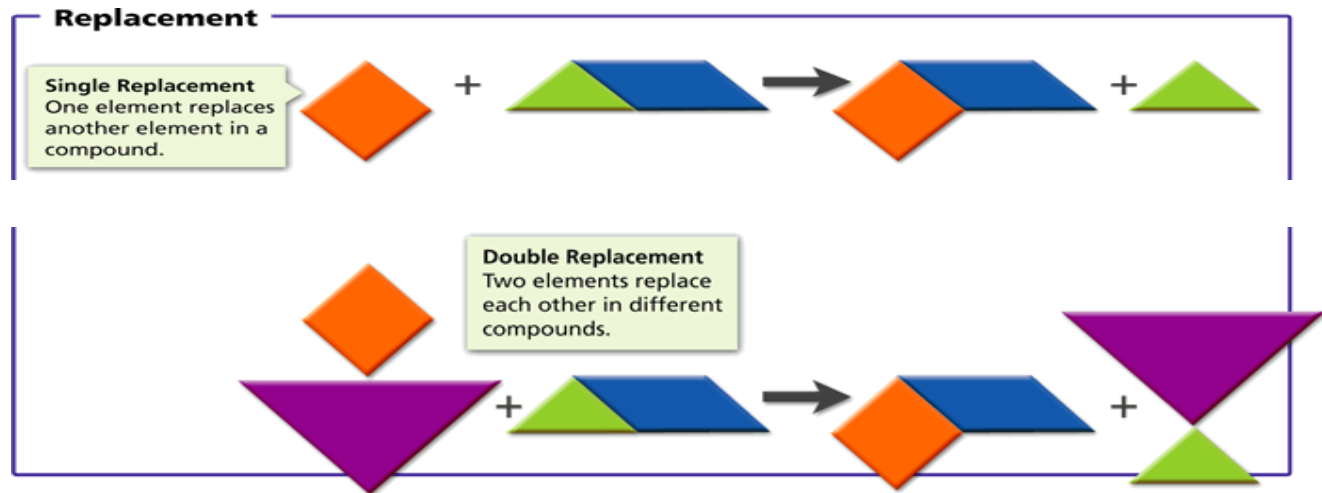 Replacement
Single Replacement
One element replaces
another element in a
compound.
+
+
Double Replacement
Two elements replace
each other in different
compounds.
+
+